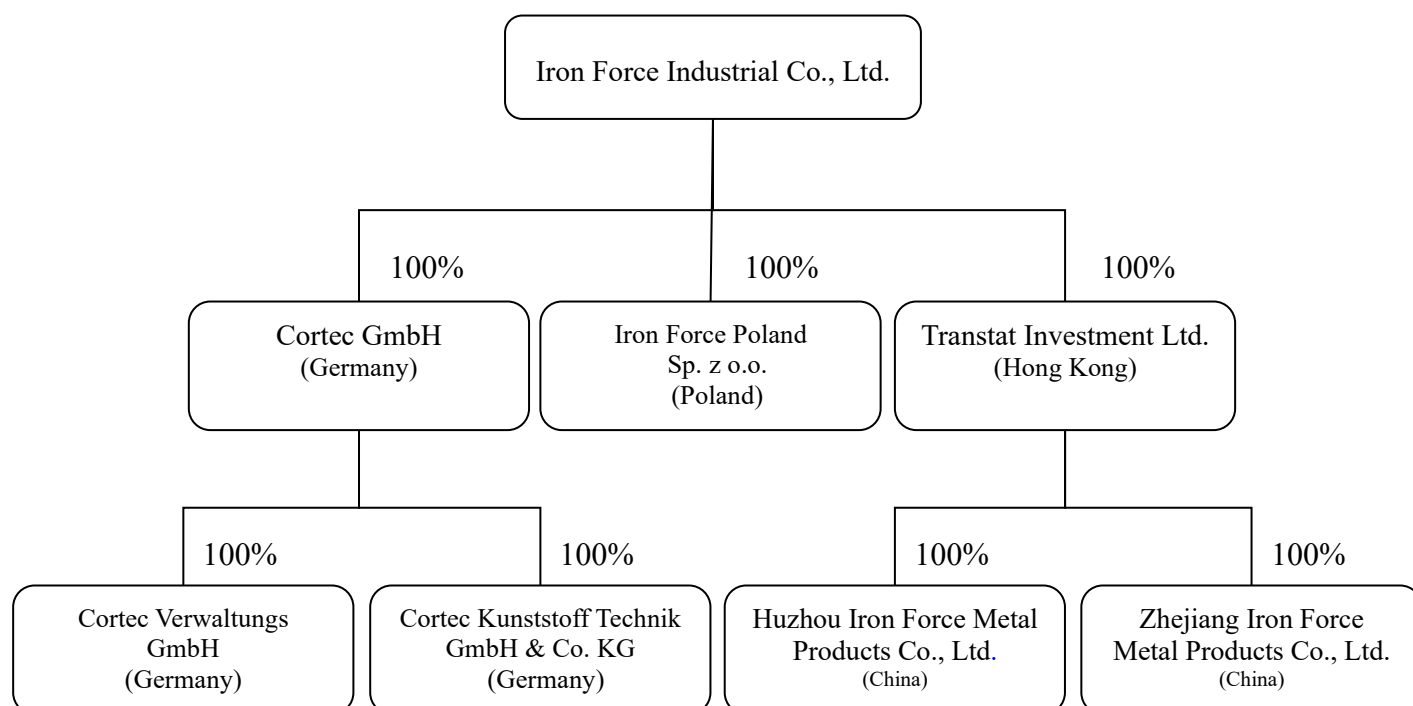 Iron Force Industrial Co., Ltd.
100%
100%
100%
Cortec GmbH
(Germany)
Iron Force Poland
Sp. z o.o.
(Poland)
Transtat Investment Ltd.
(Hong Kong)
100%
100%
100%
100%
Cortec Verwaltungs
GmbH
(Germany)
Cortec Kunststoff Technik
GmbH & Co. KG
(Germany)
Huzhou Iron Force Metal
Products Co., Ltd.
(China)
Zhejiang Iron Force
Metal Products Co., Ltd.
(China)